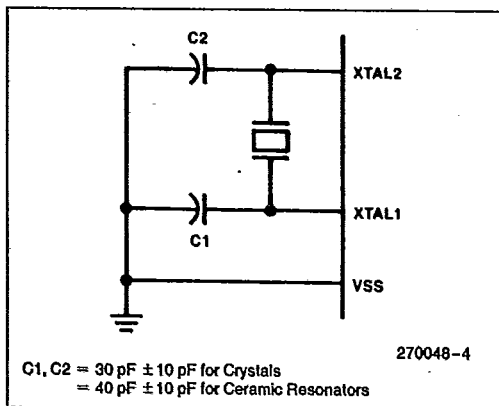 C2
XTAL2
XTAL1
C1
VSS
270048-4
C1, C2 = 30 pF ±10 pF for Crystals
= 40 pF ±10 pF for Ceramic Resonators